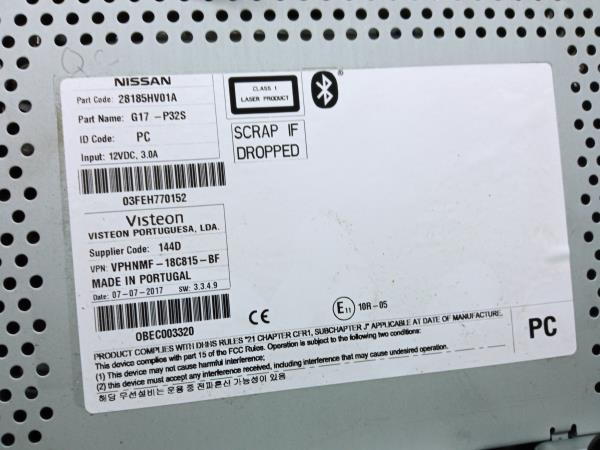 QC
NISSAN
Part Code: 28185HV01A
Part Name: G17 -P32S
ID Code: PC
Input: 12VDC, 3.0A
03FEH770152
Visteon
VISTEON PORTUGUESA, LDA.
Supplier Code: 144D
VPN: VPHNMF-18C815-BF
MADE IN PORTUGAL
Date: 07-07-2017 SW: 3.3.4.9
0BEC003320
CLASS 1
LASER PRODUCT
®
SCRAP IF
DROPPED
CE
E11 10R-05
PRODUCT COMPLIES WITH DHHS RULES "21 CHAPTER CFR1, SUBCHAPTER J" APPLICABLE AT DATE OF MANUFACTURE.
This device complies with part 15 of the FCC Rules. Operation is subject to the following two conditions:
(1) This device may not cause harmful interference;
(2) this device must accept any interference received, including interference that may cause undesired operation.
해당 무선설비는 운용 중 전파혼신 가능성이 있음
PC